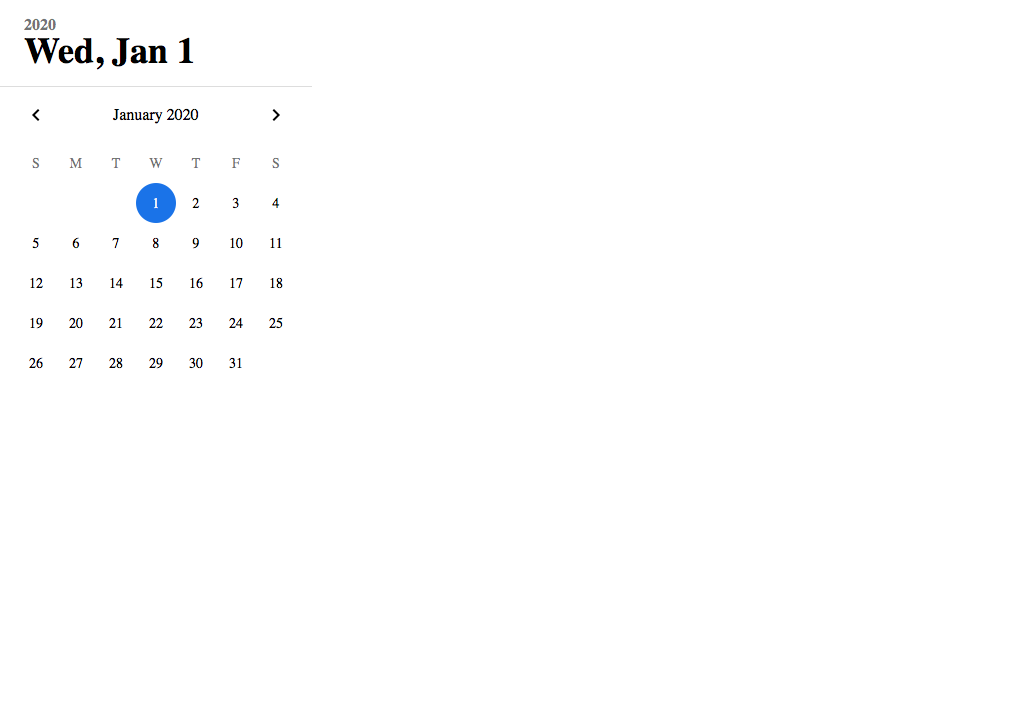 2020
Wed, Jan 1
January 2020
S M T W T F S
1 2 3 4
5 6 7 8 9 10 11
12 13 14 15 16 17 18
19 20 21 22 23 24 25
26 27 28 29 30 31